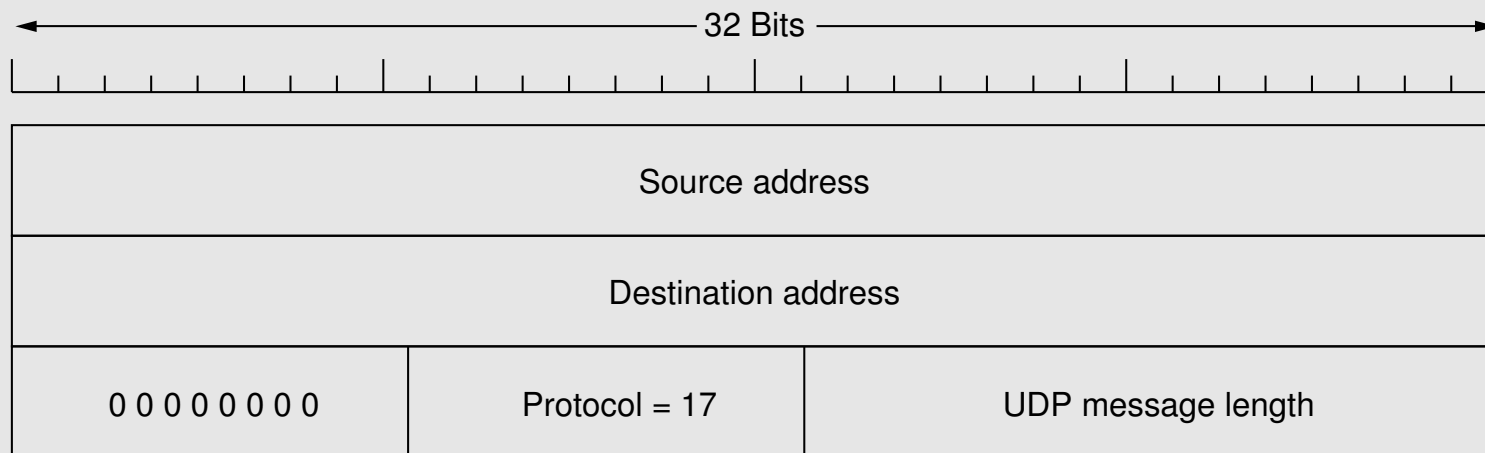 32 Bits
Source address
Destination address
0 0 0 0 0 0 0 0 Protocol = 17 UDP message length